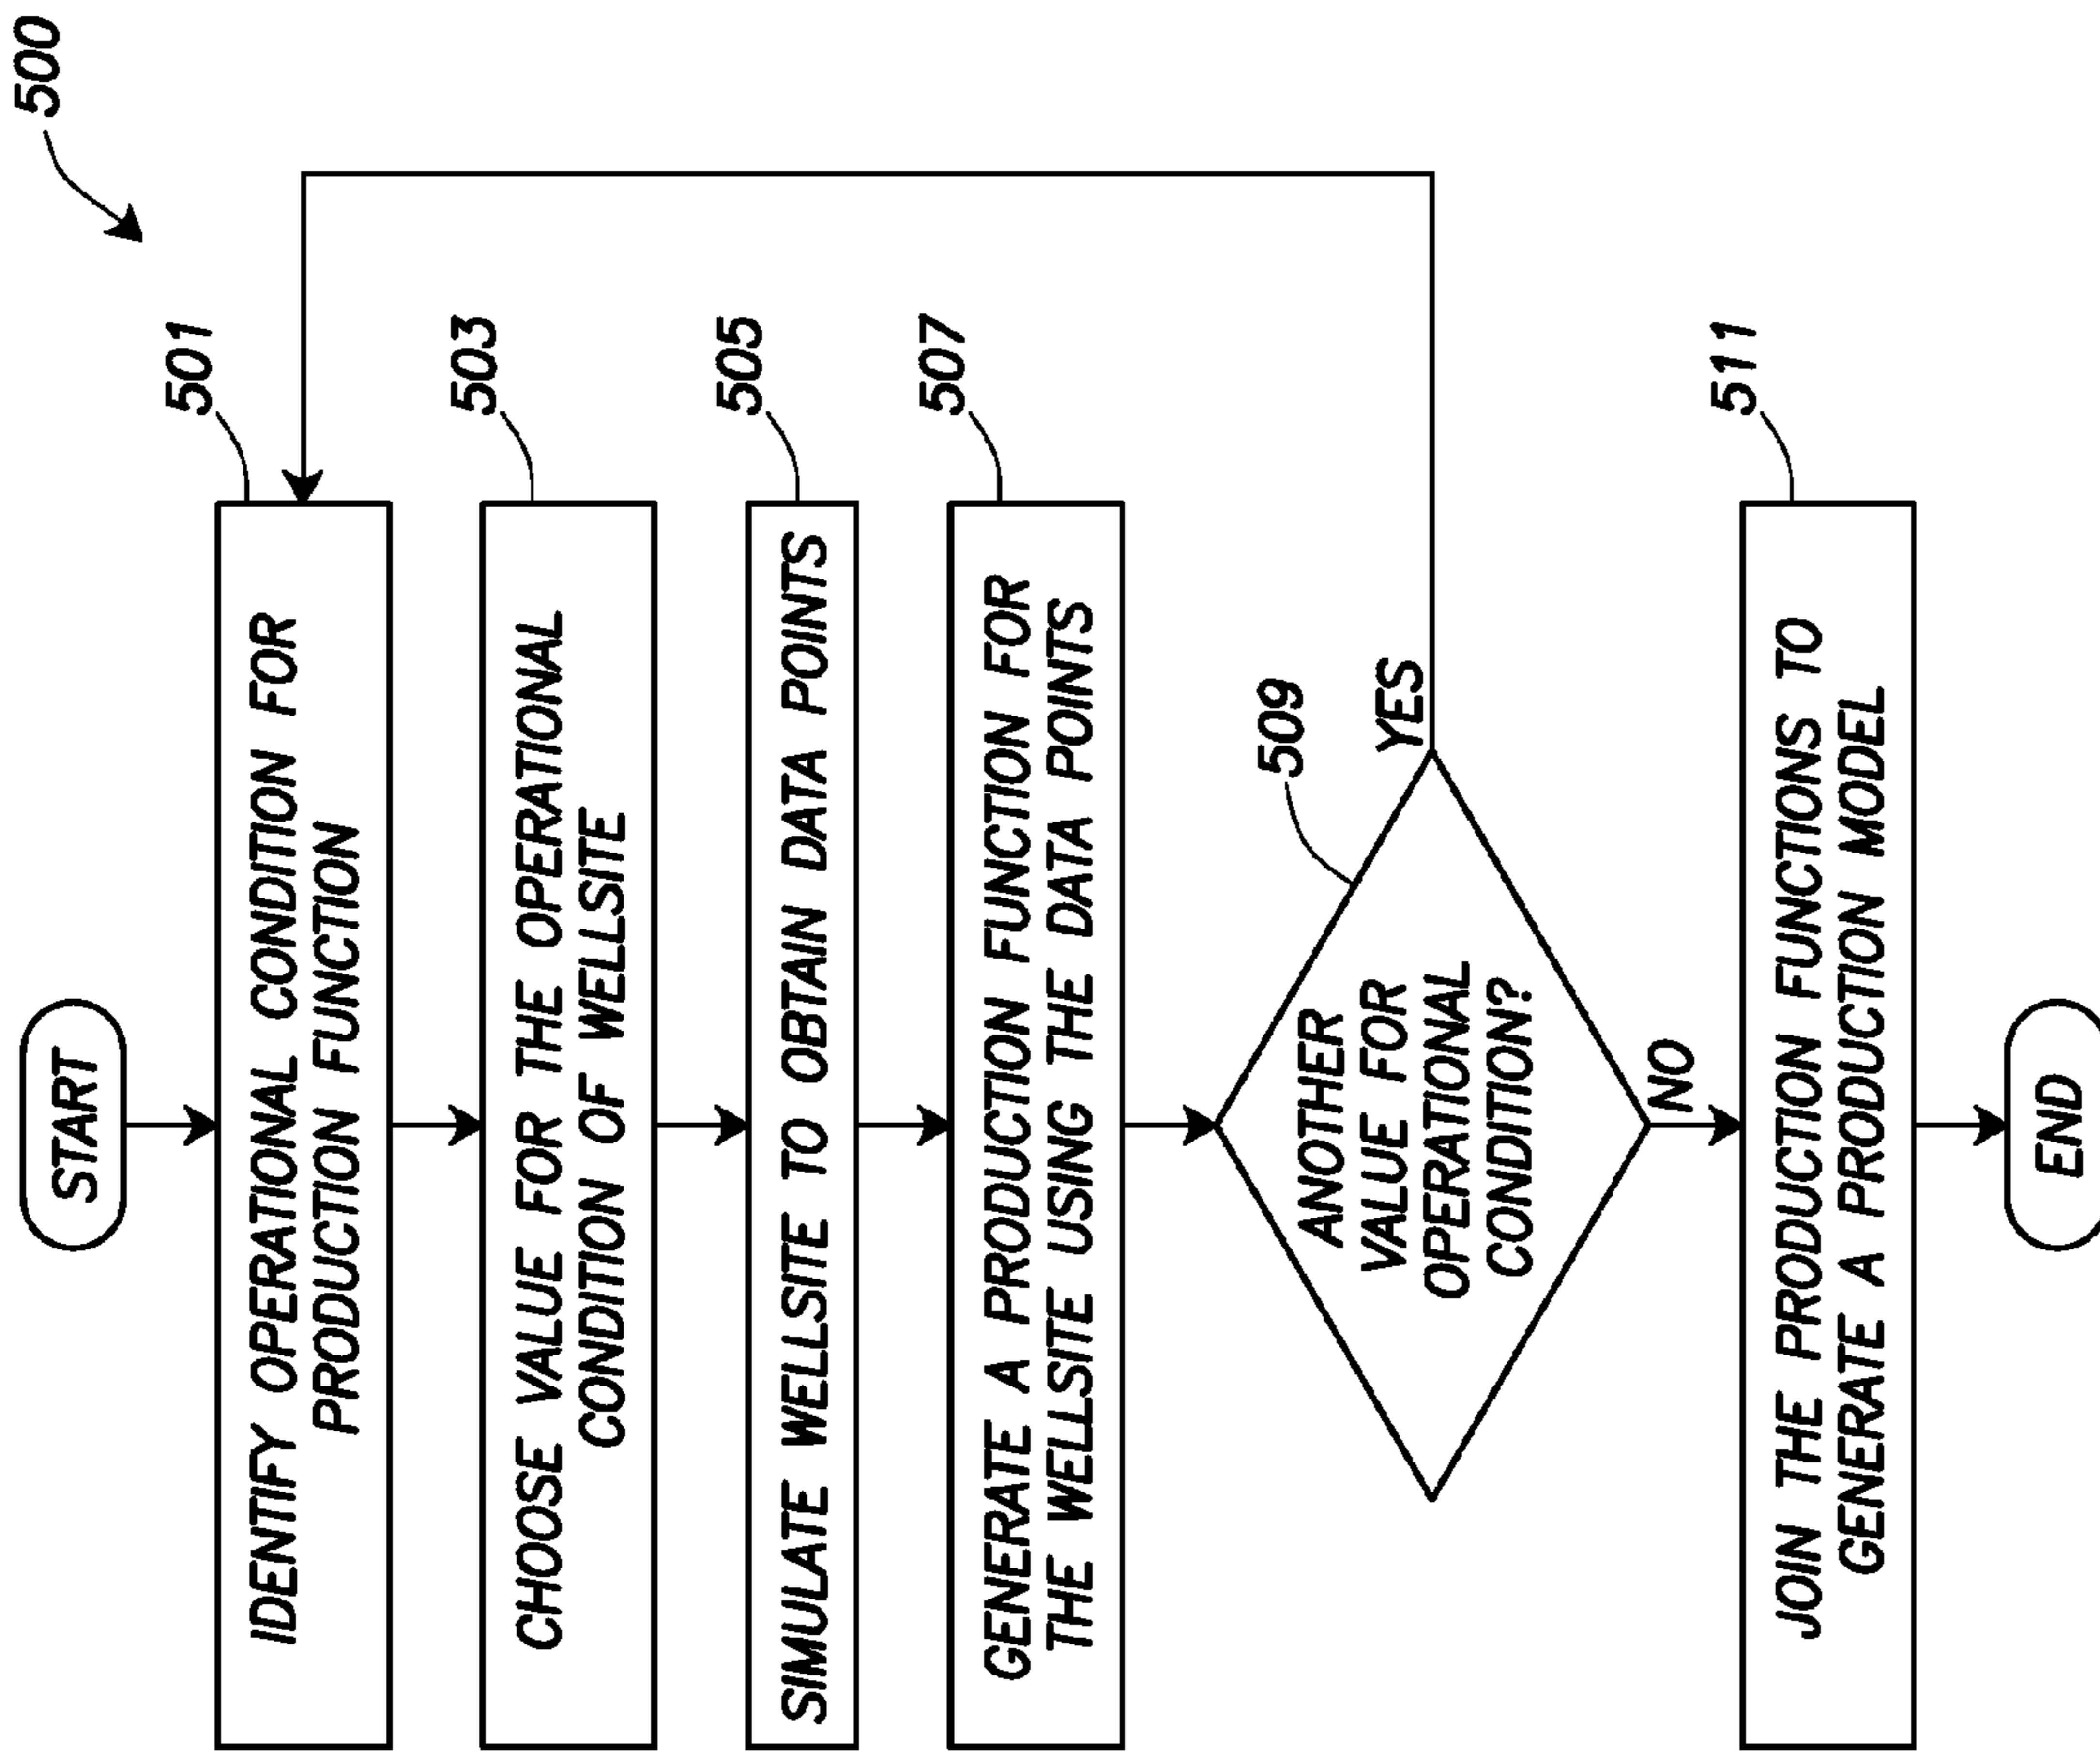 500
START
501
IDENTIFY OPERATIONAL CONDITION FOR
PRODUCTION FUNCTION
503
CHOOSE VALUE FOR THE OPERATIONAL
CONDITION OF WELLSITE
505
SIMULATE WELLSITE TO OBTAIN DATA POINTS
507
GENERATE A PRODUCTION FUNCTION FOR
THE WELLSITE USING THE DATA POINTS
509
ANOTHER
VALUE FOR
OPERATIONAL
CONDITION?
YES
NO
511
JOIN THE PRODUCTION FUNCTIONS TO
GENERATE A PRODUCTION MODEL
END